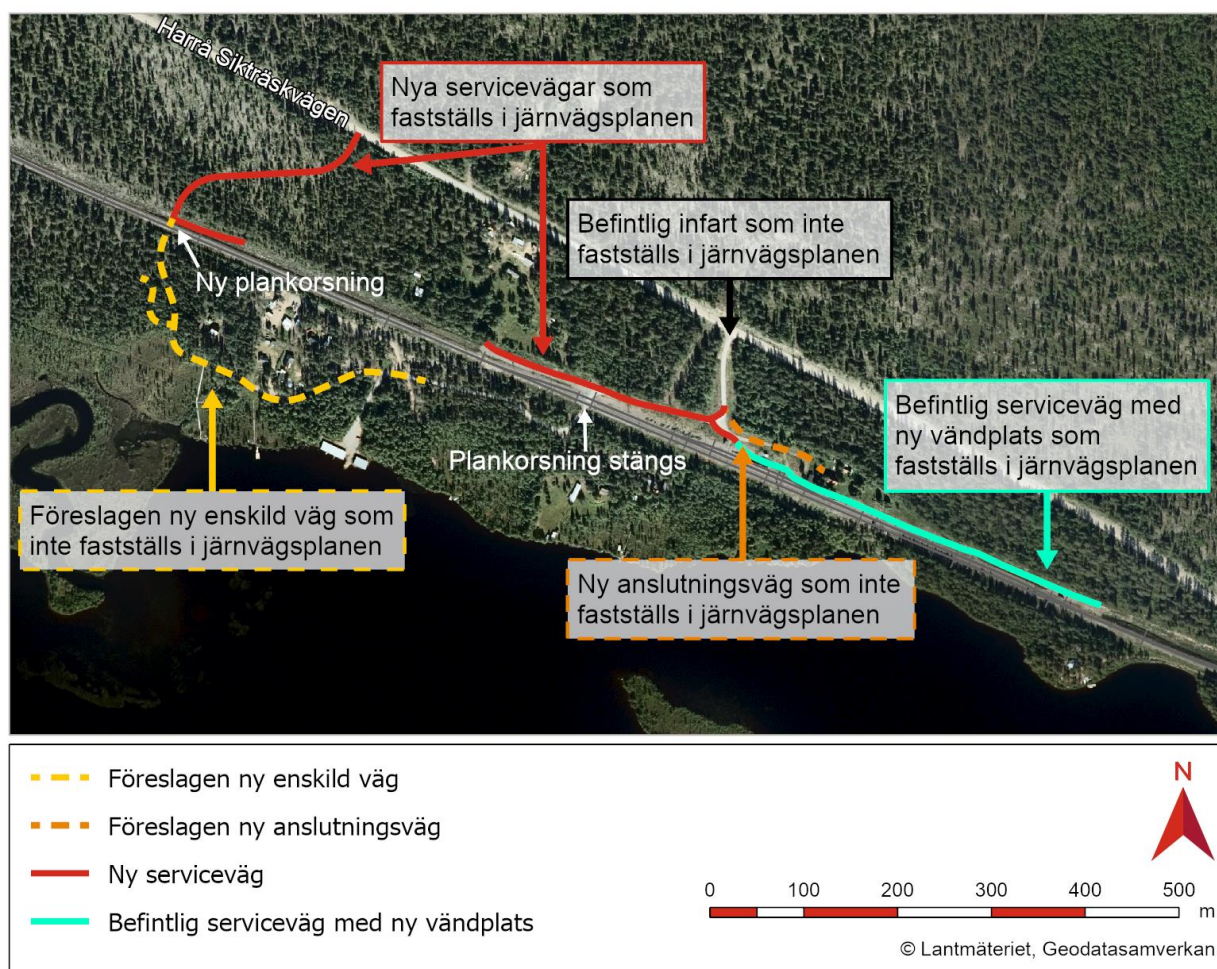 Harrå Sikträskvägen
Nya servicevägar som
fastställs i järnvägsplanen
Befintlig infart som inte
fastställs i järnvägsplanen
Ny plankorsning
Befintlig serviceväg med
ny vändplats som
fastställs i järnvägsplanen
Plankorsning stängs
Föreslagen ny enskild väg som
inte fastställs i järnvägsplanen
Ny anslutningsväg som inte
fastställs i järnvägsplanen
Föreslagen ny enskild väg
Föreslagen ny anslutningsväg
Ny serviceväg
Befintlig serviceväg med ny vändplats
N
0 100 200 300 400 500
m
© Lantmäteriet, Geodatasamverkan